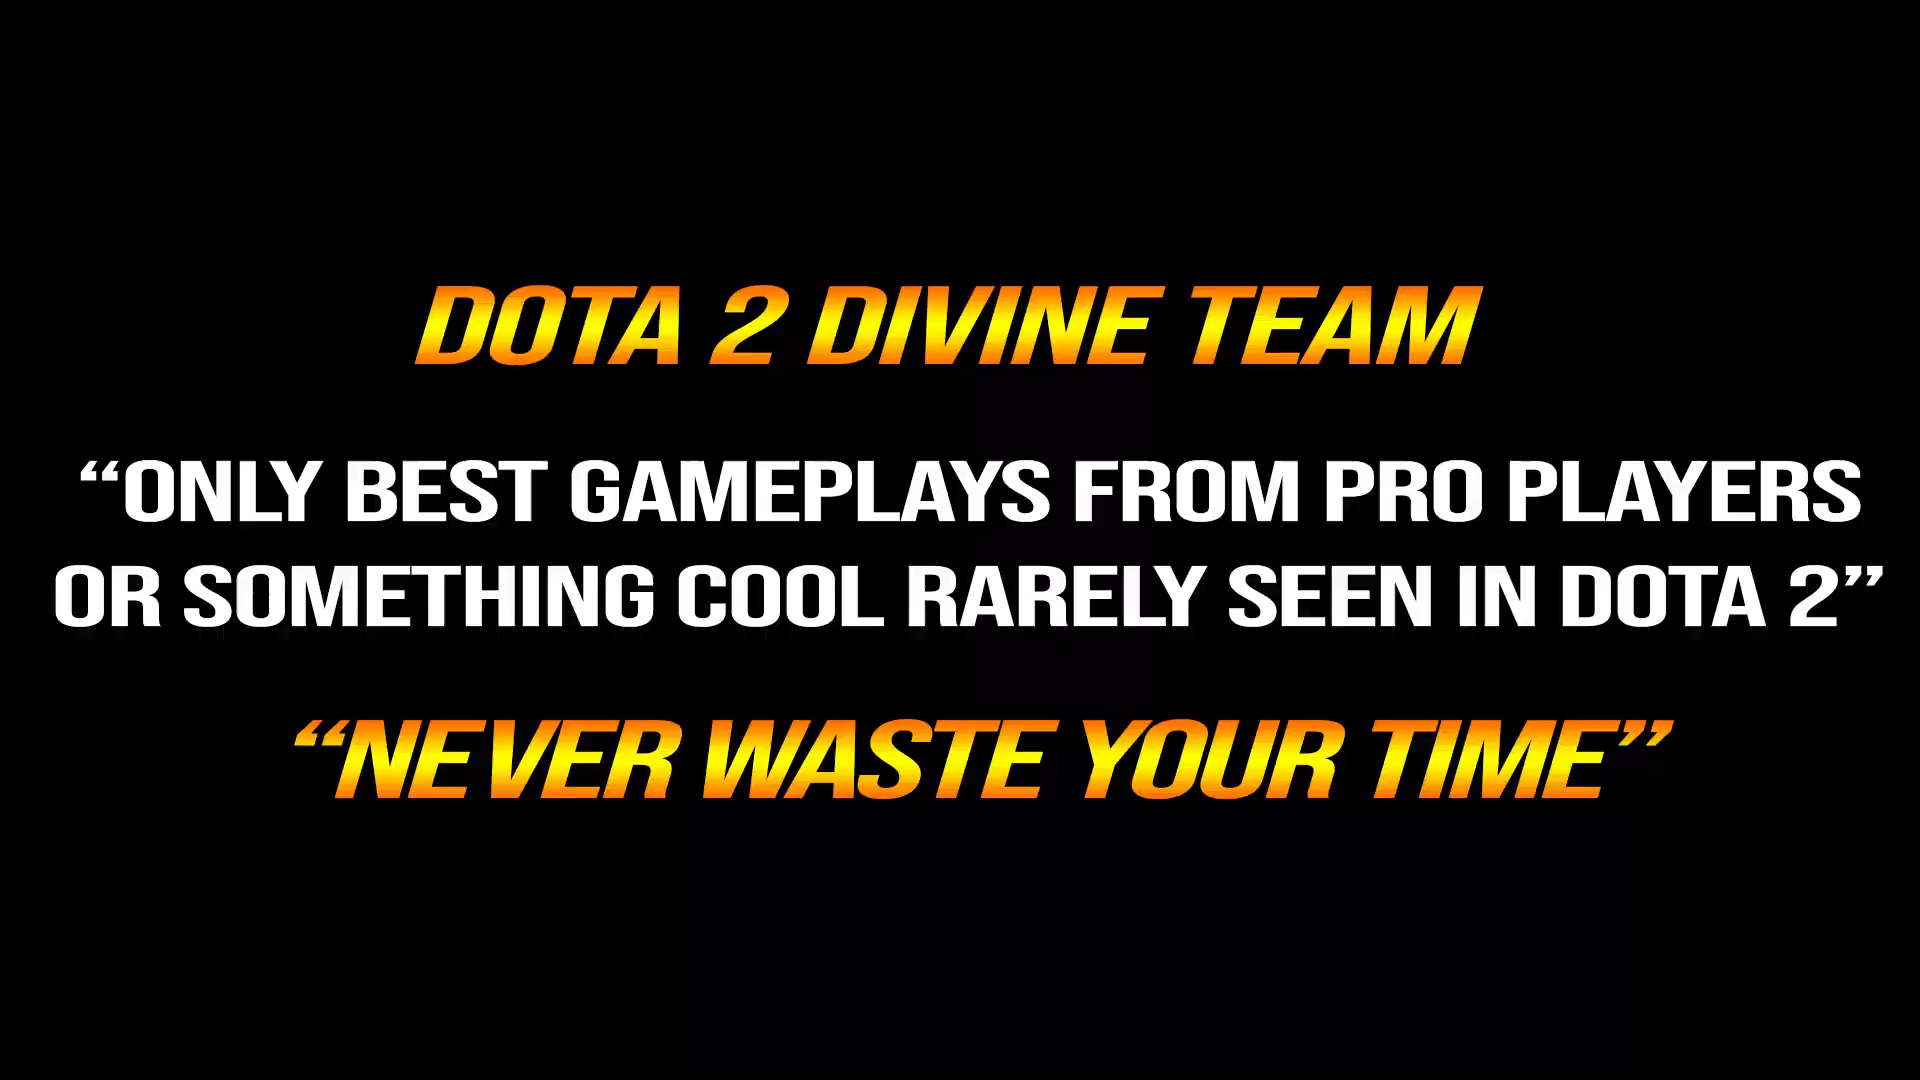 DOTA 2 DIVINE TEAM
“ONLY BEST GAMEPLAYS FROM PRO PLAYERS
OR SOMETHING COOL RARELY SEEN IN DOTA 2”
“NEVER WASTE YOUR TIME”